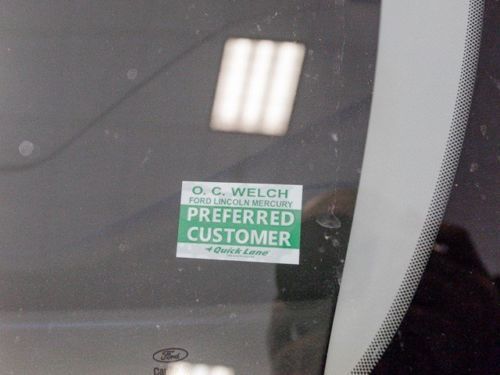 O. C. WELCH
FORD LINCOLN MERCURY
PREFERRED
CUSTOMER
Quick Lane
Ford